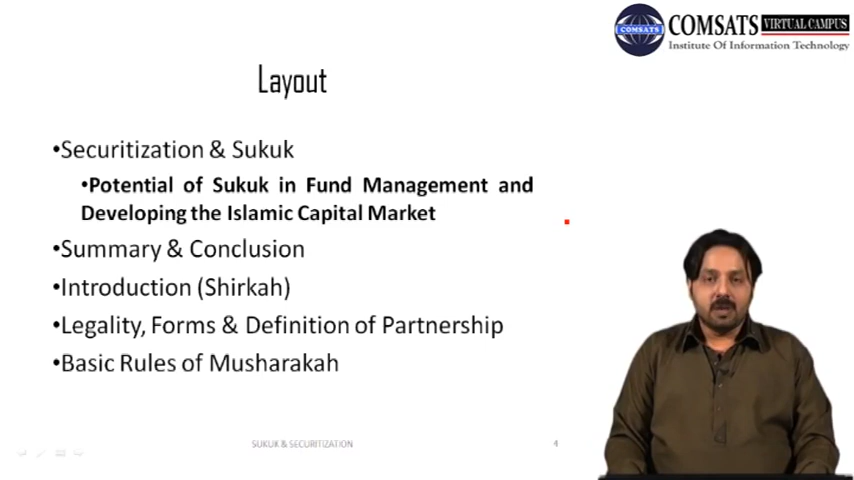 COMSATS VIRTUAL CAMPUS
COMSATS
Institute Of Information Technology
Layout
•Securitization & Sukuk
•Potential of Sukuk in Fund Management and
Developing the Islamic Capital Market
•Summary & Conclusion
•Introduction (Shirkah)
•Legality, Forms & Definition of Partnership
•Basic Rules of Musharakah
SUKUK & SECURITIZATION
4